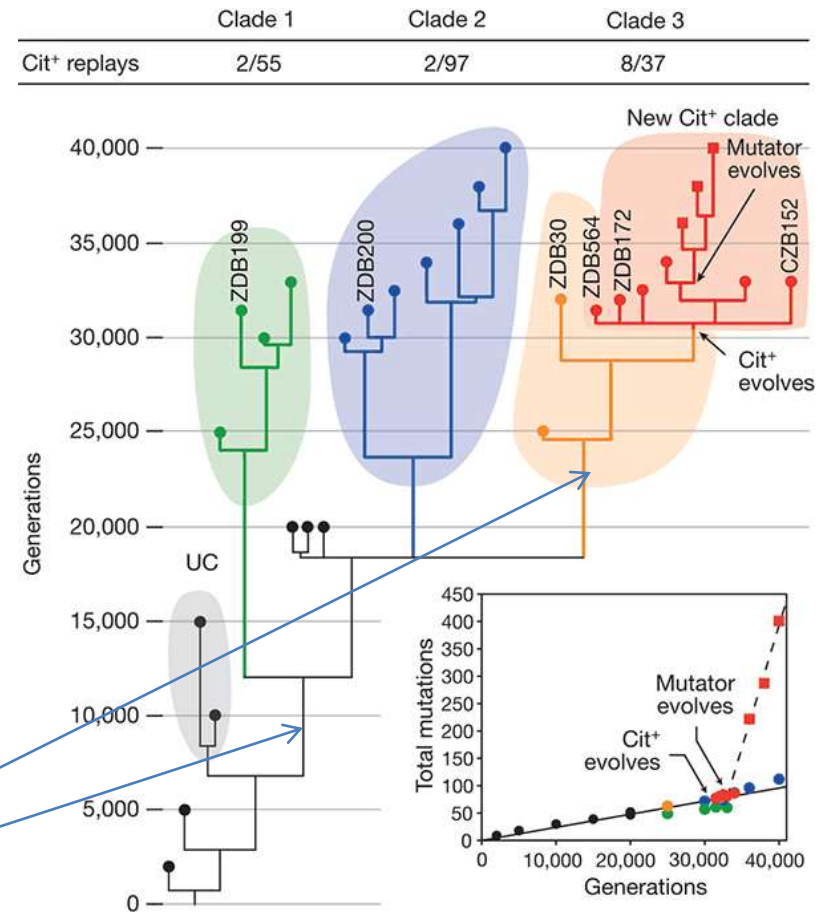 Clade 1 Clade 2 Clade 3
Cit+ replays 2/55 2/97 8/37
New Cit+ clade
40,000
Mutator
evolves
35,000
ZDB199
ZDB200
ZDB30
ZDB564
ZDB172
CZB152
30,000
Cit+
evolves
25,000
20,000
Generations
UC
15,000
10,000
5,000
0
450
400
350
300
250
200
150
100
50
0
Total mutations
Mutator
evolves
Cit+
evolves
0 10,000 20,000 30,000 40,000
Generations